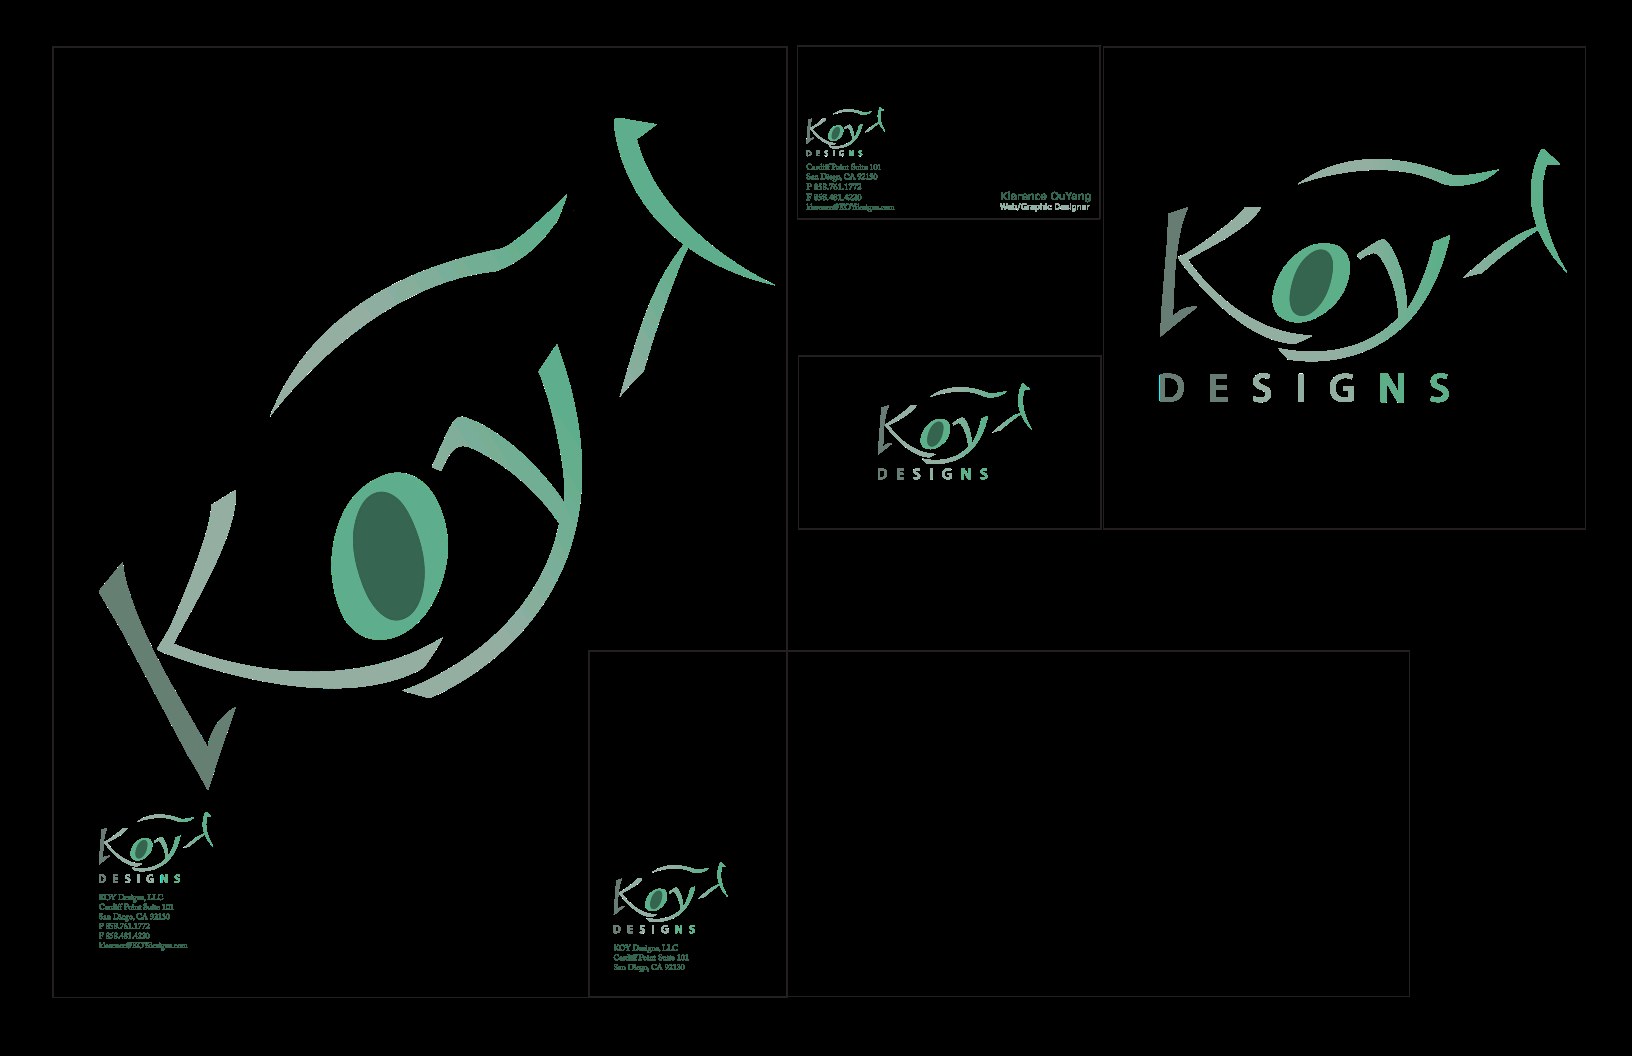 Koy
DESIGNS
KOY Designs, LLC
Cardiff Point Suite 101
San Diego, CA 92130
P 858.761.1772
F 858.481.4220
Koy
DESIGNS
Cardiff Point Suite 101
San Diego, CA 92130
P 858.761.1772
F 858.481.4220
Klarance OuYang
Web/Graphic Designer
Koy
DESIGNS
Koy
DESIGNS
Koy
DESIGNS
KOY Designs, LLC
Cardiff Point Suite 101
San Diego, CA 92130